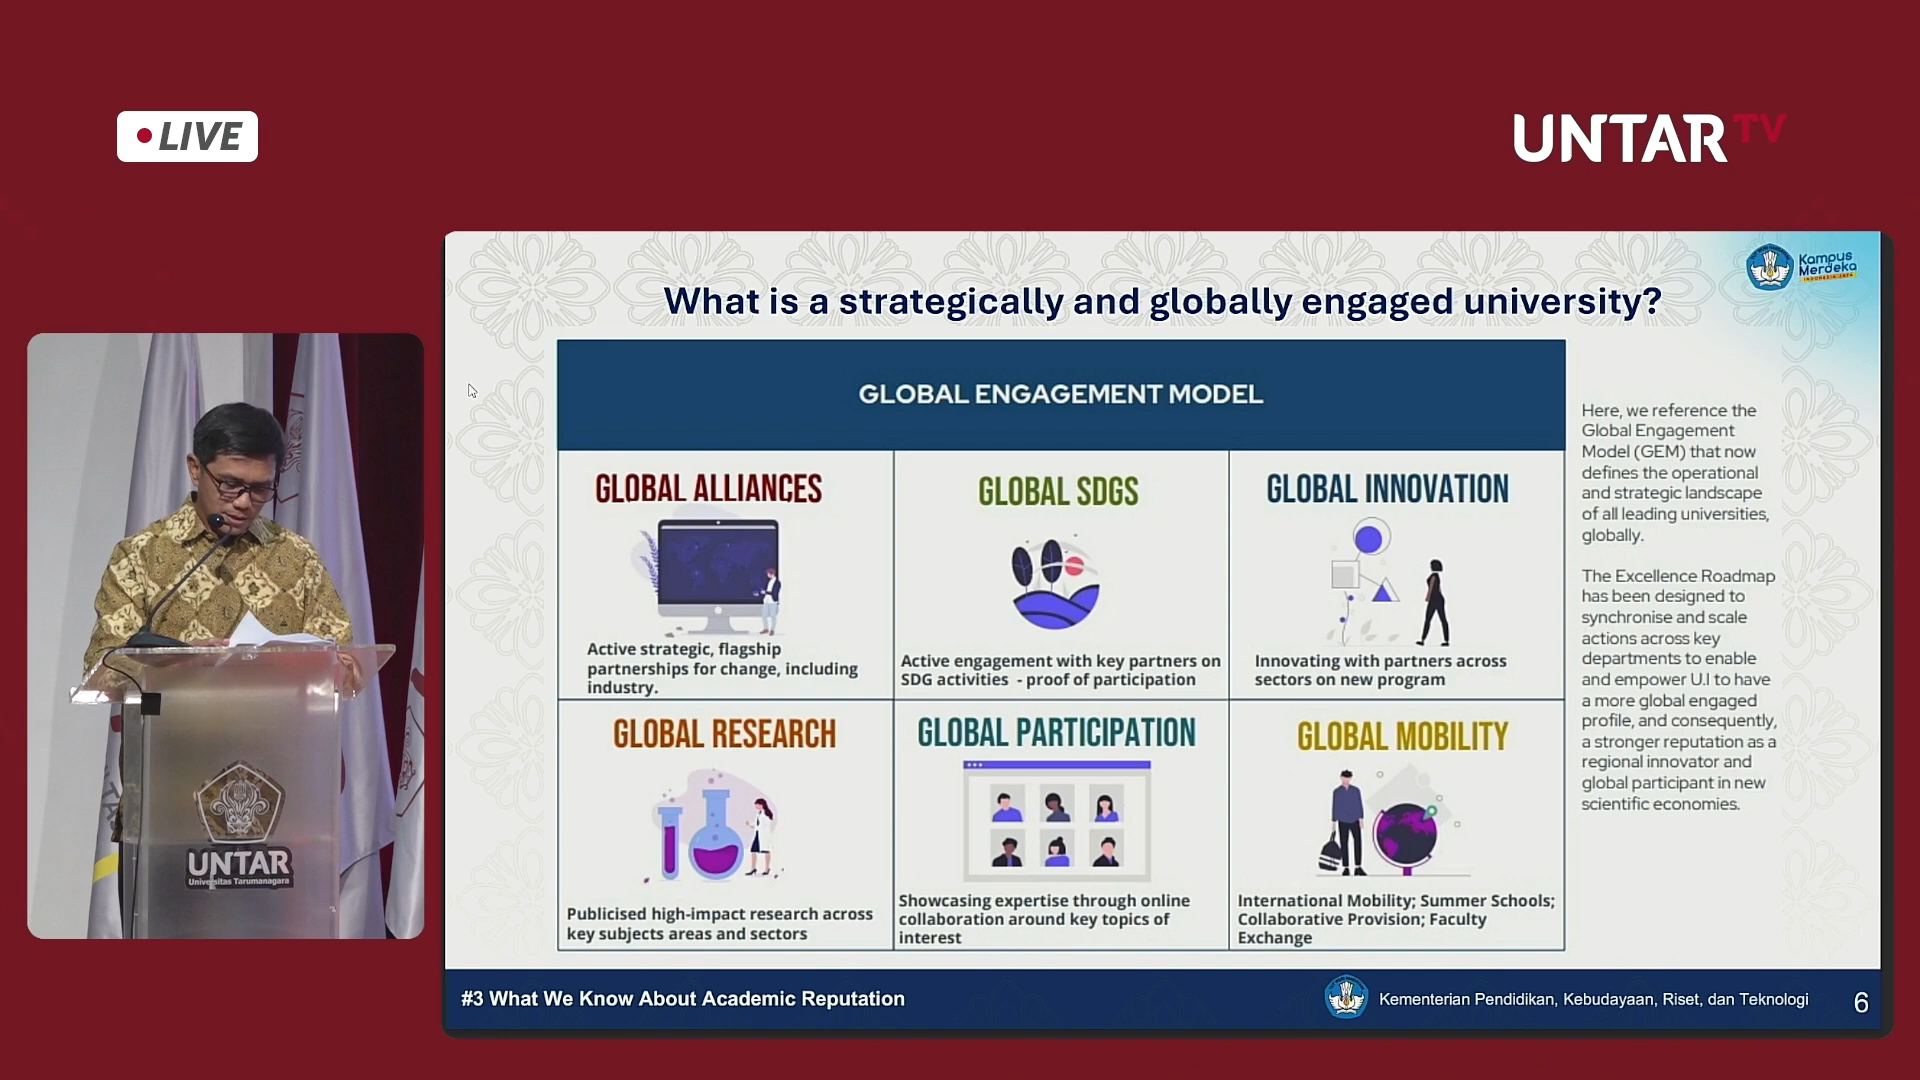 LIVE
UNTAR TV
Kampus
Merdeka
INDONESIA JAYA
What is a strategically and globally engaged university?
GLOBAL ENGAGEMENT MODEL
GLOBAL ALLIANCES
Active strategic, flagship
partnerships for change, including
industry.
GLOBAL SDGS
Active engagement with key partners on
SDG activities - proof of participation
GLOBAL INNOVATION
Innovating with partners across
sectors on new program
GLOBAL RESEARCH
Publicised high-impact research across
key subjects areas and sectors
GLOBAL PARTICIPATION
Showcasing expertise through online
collaboration around key topics of
interest
GLOBAL MOBILITY
International Mobility; Summer Schools;
Collaborative Provision; Faculty
Exchange
Here, we reference the
Global Engagement
Model (GEM) that now
defines the operational
and strategic landscape
of all leading universities,
globally.
The Excellence Roadmap
has been designed to
synchronise and scale
actions across key
departments to enable
and empower U.I to have
a more global engaged
profile, and consequently,
a stronger reputation as a
regional innovator and
global participant in new
scientific economies.
#3 What We Know About Academic Reputation
Kementerian Pendidikan, Kebudayaan, Riset, dan Teknologi
6
UNTAR
Universitas Tarumanagara